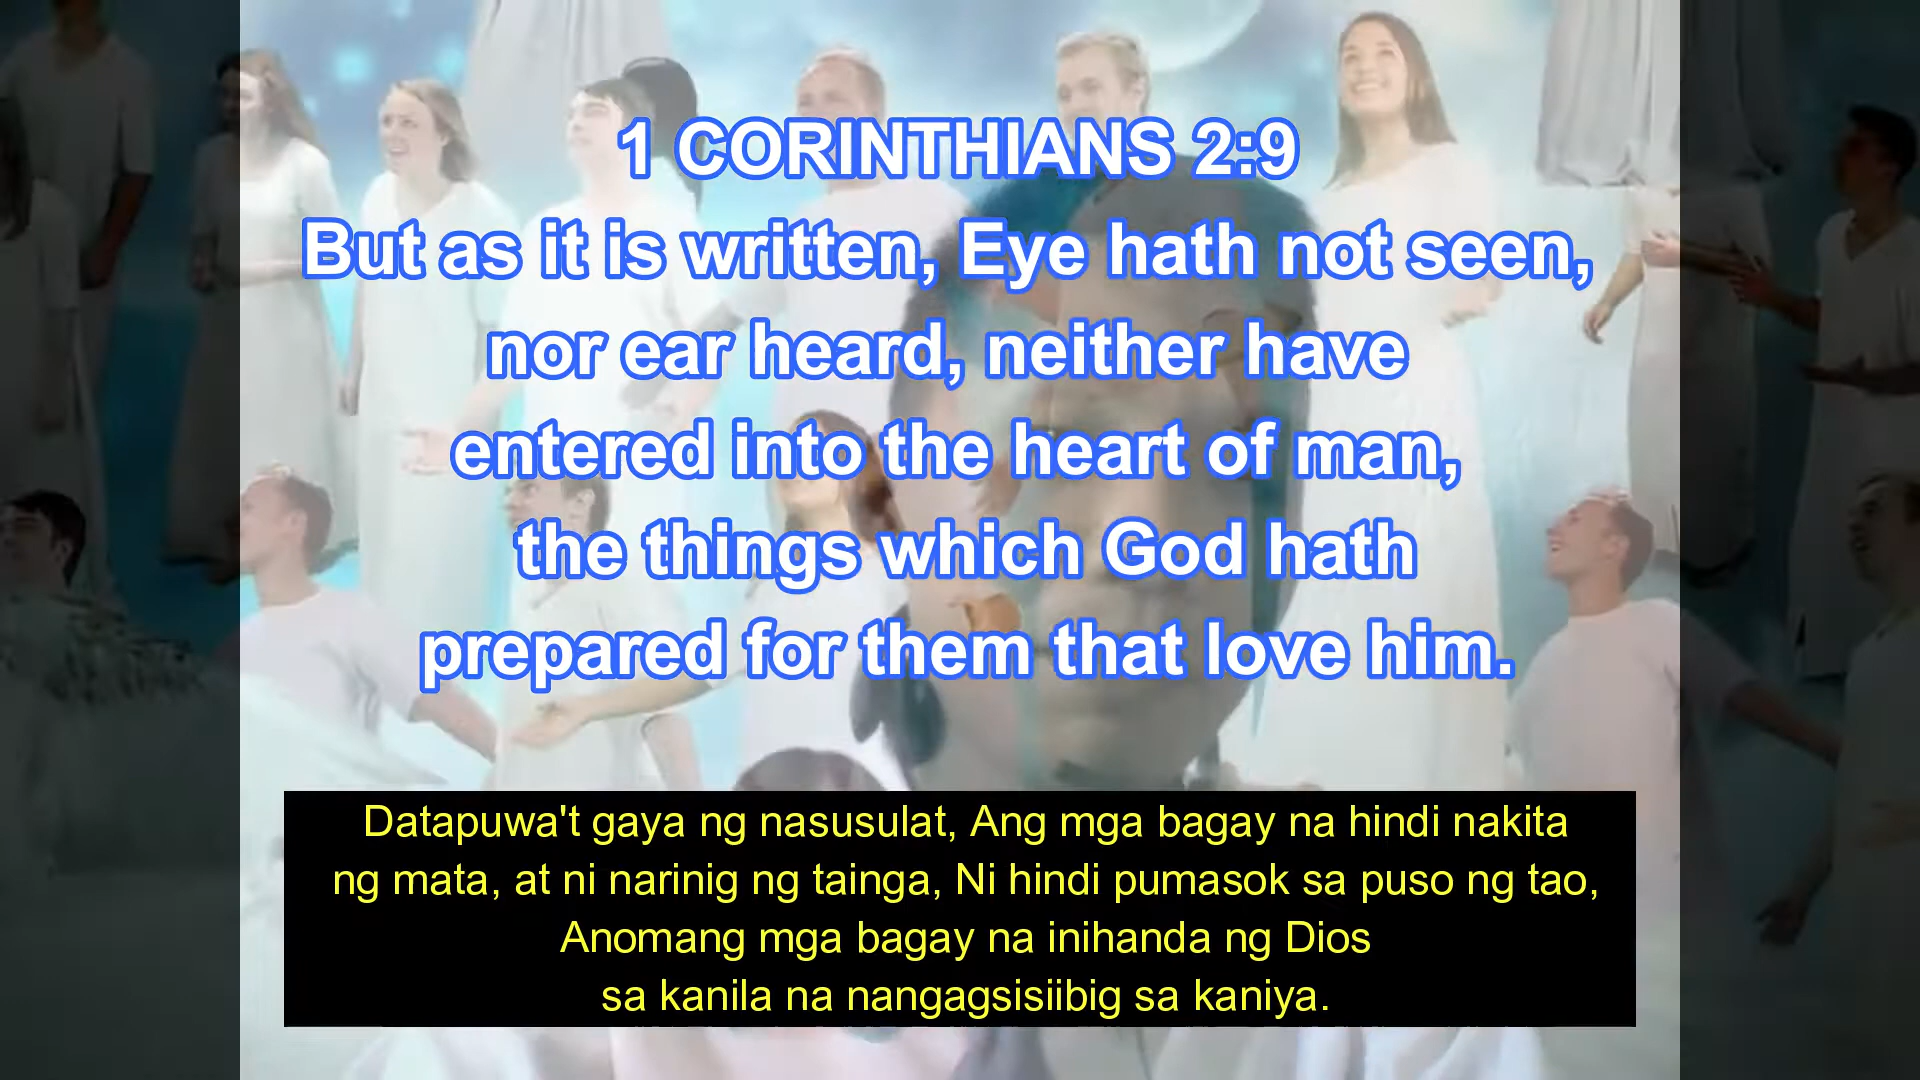 1 CORINTHIANS 2:9
But as it is written, Eye hath not seen,
nor ear heard, neither have
entered into the heart of man,
the things which God hath
prepared for them that love him.
Datapuwa't gaya ng nasusulat, Ang mga bagay na hindi nakita
ng mata, at ni narinig ng tainga, Ni hindi pumasok sa puso ng tao,
Anomang mga bagay na inihanda ng Dios
sa kanila na nangagsisiibig sa kaniya.